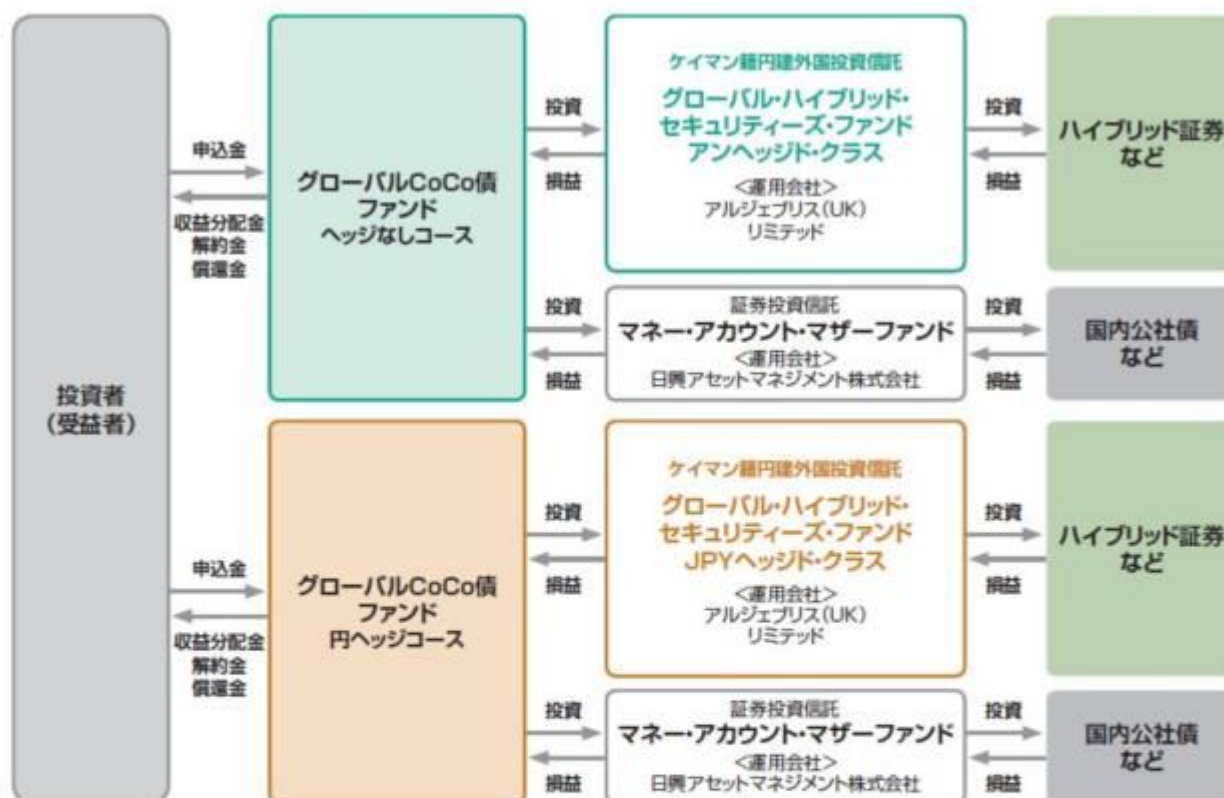 投資者
(受益者)
申込金
収益分配金
解約金
償還金
グローバルCoCo債
ファンド
ヘッジなしコース
投資
損益
ケイマン籍円建外国投資信託
グローバル・ハイブリッド・
セキュリティーズ・ファンド
アンヘッジド・クラス
<運用会社>
アルジェブリス(UK)
リミテッド
投資
損益
ハイブリッド証券
など
投資
損益
証券投資信託
マネー・アカウント・マザーファンド
<運用会社>
日興アセットマネジメント株式会社
投資
損益
国内公社債
など
申込金
収益分配金
解約金
償還金
グローバルCoCo債
ファンド
円ヘッジコース
投資
損益
ケイマン籍円建外国投資信託
グローバル・ハイブリッド・
セキュリティーズ・ファンド
JPYヘッジド・クラス
<運用会社>
アルジェブリス(UK)
リミテッド
投資
損益
ハイブリッド証券
など
投資
損益
証券投資信託
マネー・アカウント・マザーファンド
<運用会社>
日興アセットマネジメント株式会社
投資
損益
国内公社債
など